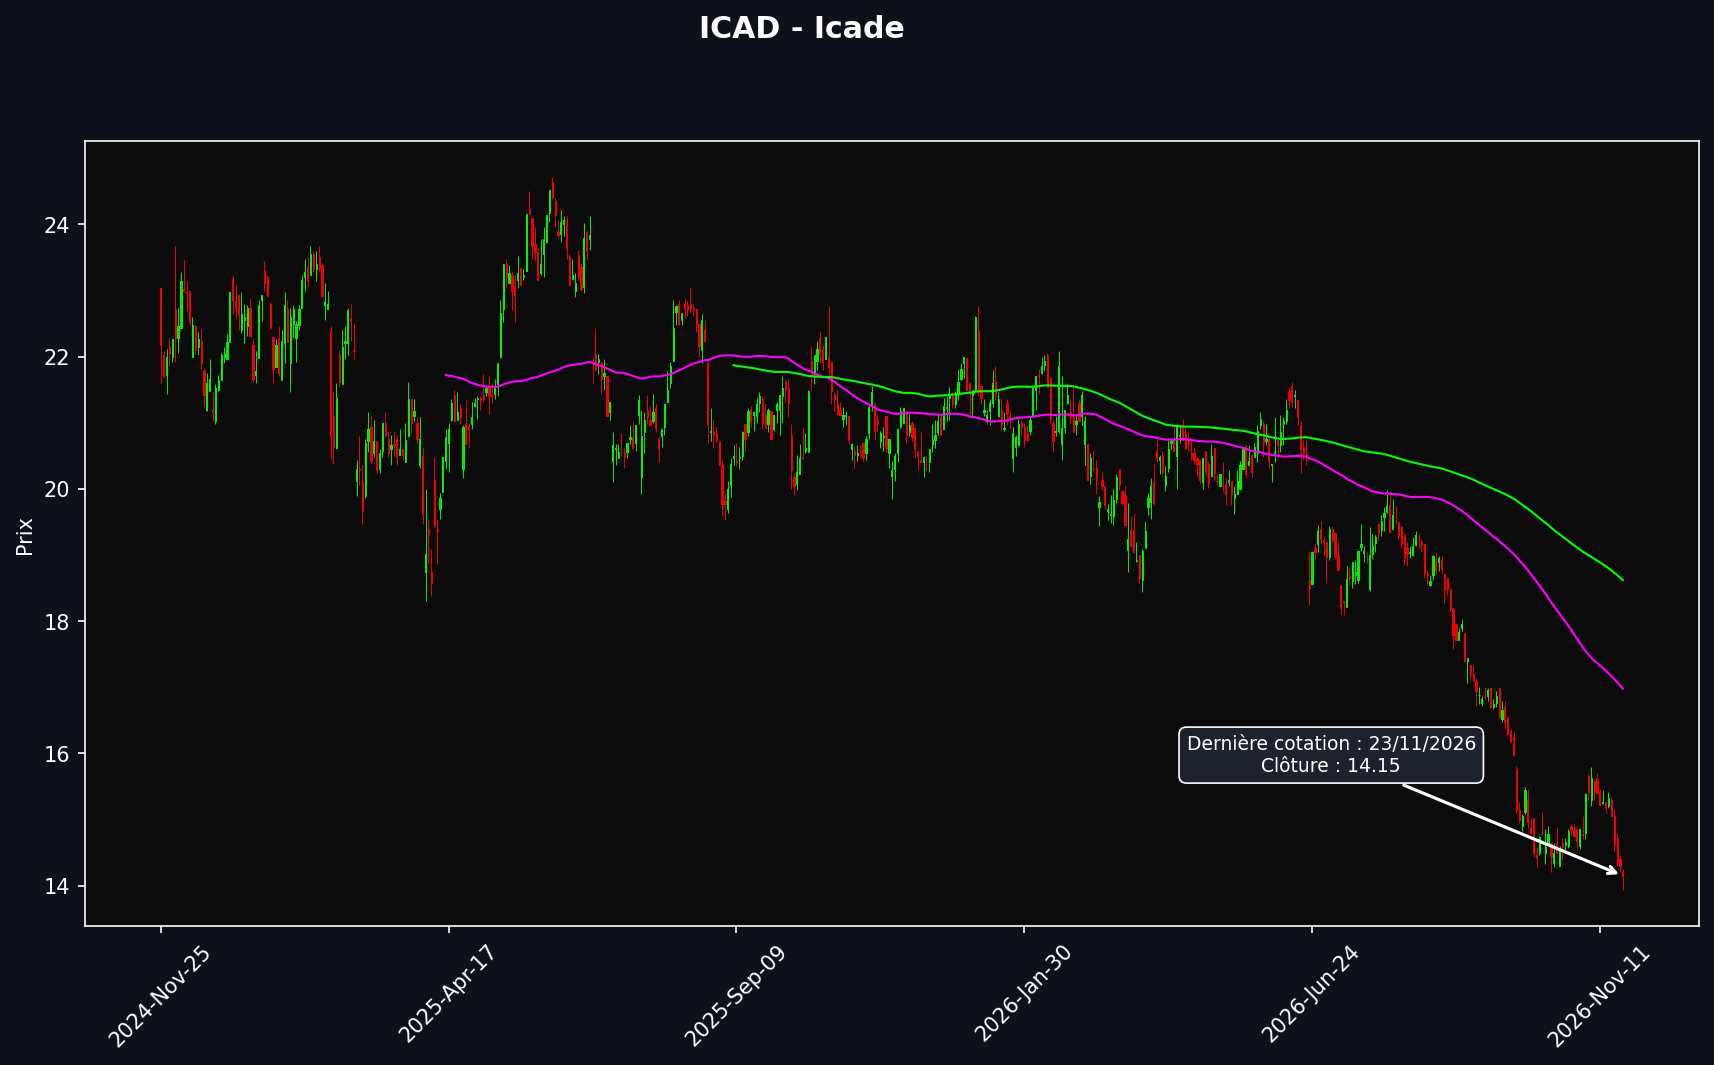 ICAD - Icade
Prix
24
22
20
18
16
14
Dernière cotation : 23/11/2026
Clôture : 14.15
2024-Nov-25
2025-Apr-17
2025-Sep-09
2026-Jan-30
2026-Jun-24
2026-Nov-11